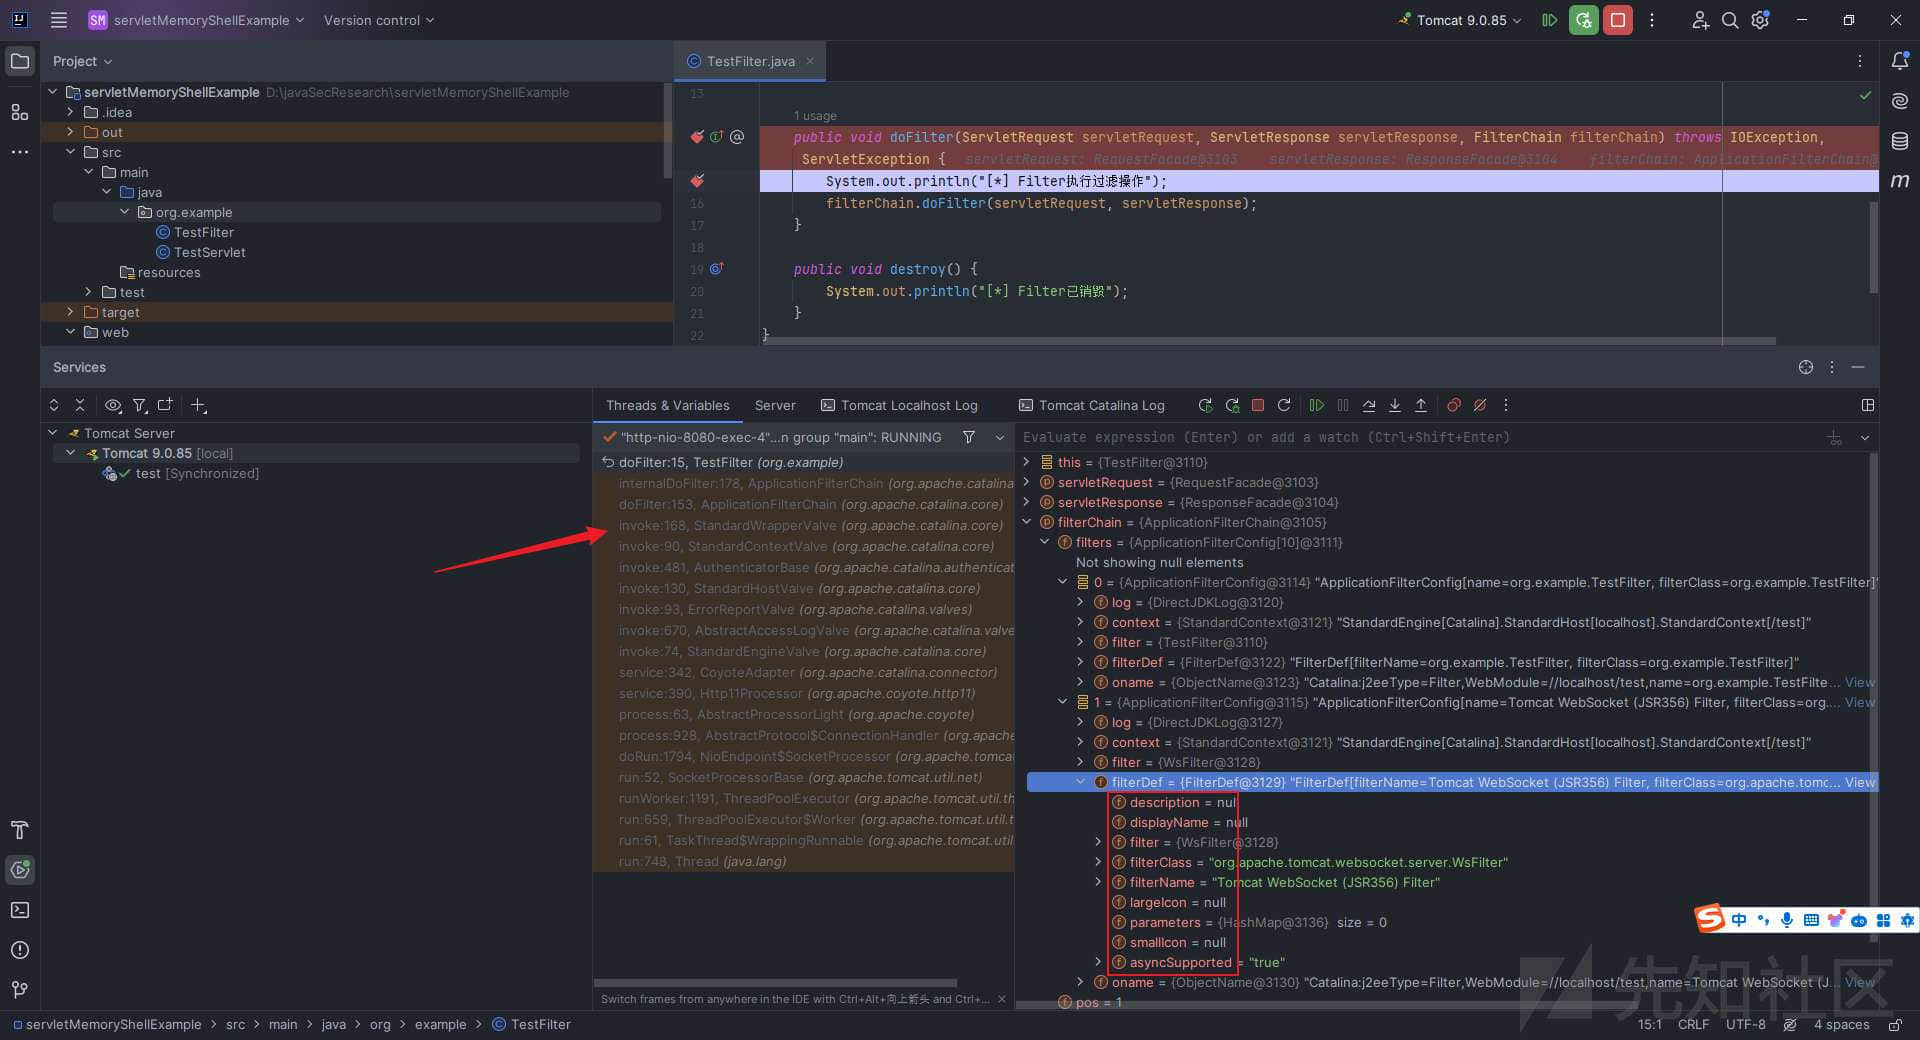 SM servletMemoryShellExample Version control Tomcat 9.0.85
Project
servletMemoryShellExample D:\javaSecResearch\servletMemoryShellExample
.idea
out
src
main
java
org.example
TestFilter
TestServlet
resources
test
target
web
TestFilter.java
13
1 usage
public void doFilter(ServletRequest servletRequest, ServletResponse servletResponse, FilterChain filterChain) throws IOException,
ServletException { servletRequest: RequestFacade@3103 servletResponse: ResponseFacade@3104 filterChain: ApplicationFilterChain@
System.out.println("[*] Filter执行过滤操作");
16 filterChain.doFilter(servletRequest, servletResponse);
17 }
18
19 public void destroy() {
20 System.out.println("[*] Filter已销毁");
21 }
22 }
Services
Tomcat Server
Tomcat 9.0.85 [local]
test [Synchronized]
Threads & Variables Server Tomcat Localhost Log Tomcat Catalina Log
"http-nio-8080-exec-4"...n group "main": RUNNING
doFilter:15, TestFilter (org.example)
internalDoFilter:178, ApplicationFilterChain (org.apache.catalina
doFilter:153, ApplicationFilterChain (org.apache.catalina.core)
invoke:168, StandardWrapperValve (org.apache.catalina.core)
invoke:90, StandardContextValve (org.apache.catalina.core)
invoke:481, AuthenticatorBase (org.apache.catalina.authenticat
invoke:130, StandardHostValve (org.apache.catalina.core)
invoke:93, ErrorReportValve (org.apache.catalina.valves)
invoke:670, AbstractAccessLogValve (org.apache.catalina.valve
invoke:74, StandardEngineValve (org.apache.catalina.core)
service:342, CoyoteAdapter (org.apache.catalina.connector)
service:390, Http11Processor (org.apache.coyote.http11)
process:63, AbstractProcessorLight (org.apache.coyote)
process:928, AbstractProtocol$ConnectionHandler (org.apache
doRun:1794, NioEndpoint$SocketProcessor (org.apache.tomca
run:52, SocketProcessorBase (org.apache.tomcat.util.net)
runWorker:1191, ThreadPoolExecutor (org.apache.tomcat.util.th
run:659, ThreadPoolExecutor$Worker (org.apache.tomcat.util.t
run:61, TaskThread$WrappingRunnable (org.apache.tomcat.util.
run:748, Thread (java.lang)
Switch frames from anywhere in the IDE with Ctrl+Alt+向上箭头 and Ctrl+...
Evaluate expression (Enter) or add a watch (Ctrl+Shift+Enter)
this = {TestFilter@3110}
servletRequest = {RequestFacade@3103}
servletResponse = {ResponseFacade@3104}
filterChain = {ApplicationFilterChain@3105}
filters = {ApplicationFilterConfig[10]@3111}
Not showing null elements
0 = {ApplicationFilterConfig@3114} "ApplicationFilterConfig[name=org.example.TestFilter, filterClass=org.example.TestFilter]"
log = {DirectJDKLog@3120}
context = {StandardContext@3121} "StandardEngine[Catalina].StandardHost[localhost].StandardContext[/test]"
filter = {TestFilter@3110}
filterDef = {FilterDef@3122} "FilterDef[filterName=org.example.TestFilter, filterClass=org.example.TestFilter]"
oname = {ObjectName@3123} "Catalina:j2eeType=Filter,WebModule=//localhost/test,name=org.example.TestFilte... View
1 = {ApplicationFilterConfig@3115} "ApplicationFilterConfig[name=Tomcat WebSocket (JSR356) Filter, filterClass=org.... View
log = {DirectJDKLog@3127}
context = {StandardContext@3121} "StandardEngine[Catalina].StandardHost[localhost].StandardContext[/test]"
filter = {WsFilter@3128}
filterDef = {FilterDef@3129} "FilterDef[filterName=Tomcat WebSocket (JSR356) Filter, filterClass=org.apache.tomc... View
description = null
displayName = null
filter = {WsFilter@3128}
filterClass = "org.apache.tomcat.websocket.server.WsFilter"
filterName = "Tomcat WebSocket (JSR356) Filter"
largeIcon = null
parameters = {HashMap@3136} size = 0
smallIcon = null
asyncSupported = "true"
oname = {ObjectName@3130} "Catalina:j2eeType=Filter,WebModule=//localhost/test,name=Tomcat WebSocket (J... View
pos = 1
中
先知社区
servletMemoryShellExample > src > main > java > org > example > TestFilter
15:1 CRLF UTF-8 4 spaces